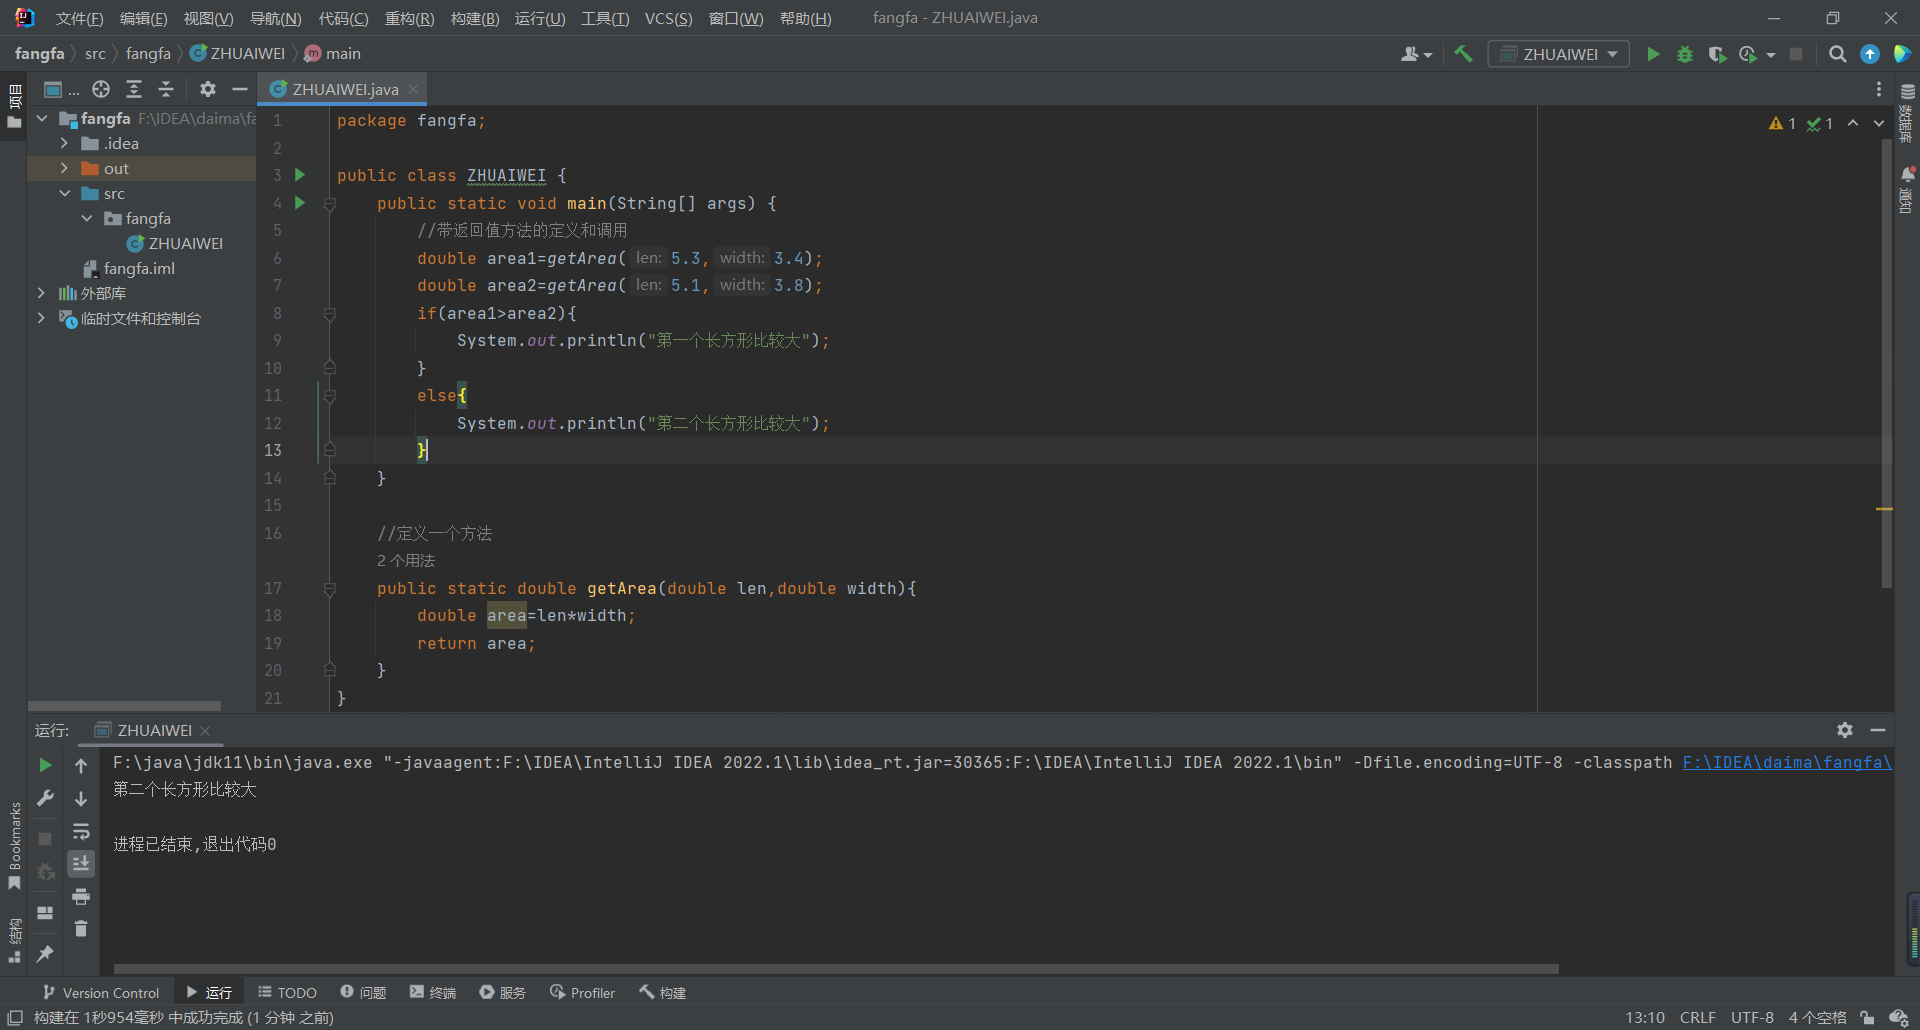 文件(F) 编辑(E) 视图(V) 导航(N) 代码(C) 重构(R) 构建(B) 运行(U) 工具(T) VCS(S) 窗口(W) 帮助(H) fangfa - ZHUAIWEI.java
fangfa src fangfa ZHUAIWEI main
ZHUAIWEI
项目
...
ZHUAIWEI.java
fangfa F:\IDEA\daima\fa
.idea
out
src
fangfa
ZHUAIWEI
fangfa.iml
外部库
临时文件和控制台
1 package fangfa;
1 1
2
3 public class ZHUAIWEI {
4 public static void main(String[] args) {
5 //带返回值方法的定义和调用
6 double area1=getArea( len: 5.3, width: 3.4);
7 double area2=getArea( len: 5.1, width: 3.8);
8 if(area1>area2){
9 System.out.println("第一个长方形比较大");
10 }
11 else{
12 System.out.println("第二个长方形比较大");
13 }
14 }
15
16 //定义一个方法
2 个用法
17 public static double getArea(double len,double width){
18 double area=len*width;
19 return area;
20 }
21 }
数据库
通知
运行: ZHUAIWEI
F:\java\jdk11\bin\java.exe "-javaagent:F:\IDEA\IntelliJ IDEA 2022.1\lib\idea_rt.jar=30365:F:\IDEA\IntelliJ IDEA 2022.1\bin" -Dfile.encoding=UTF-8 -classpath F:\IDEA\daima\fangfa\
第二个长方形比较大
进程已结束,退出代码0
Bookmarks
结构
Version Control 运行 TODO 问题 终端 服务 Profiler 构建
构建在 1秒954毫秒 中成功完成 (1 分钟 之前)
13:10 CRLF UTF-8 4 个空格